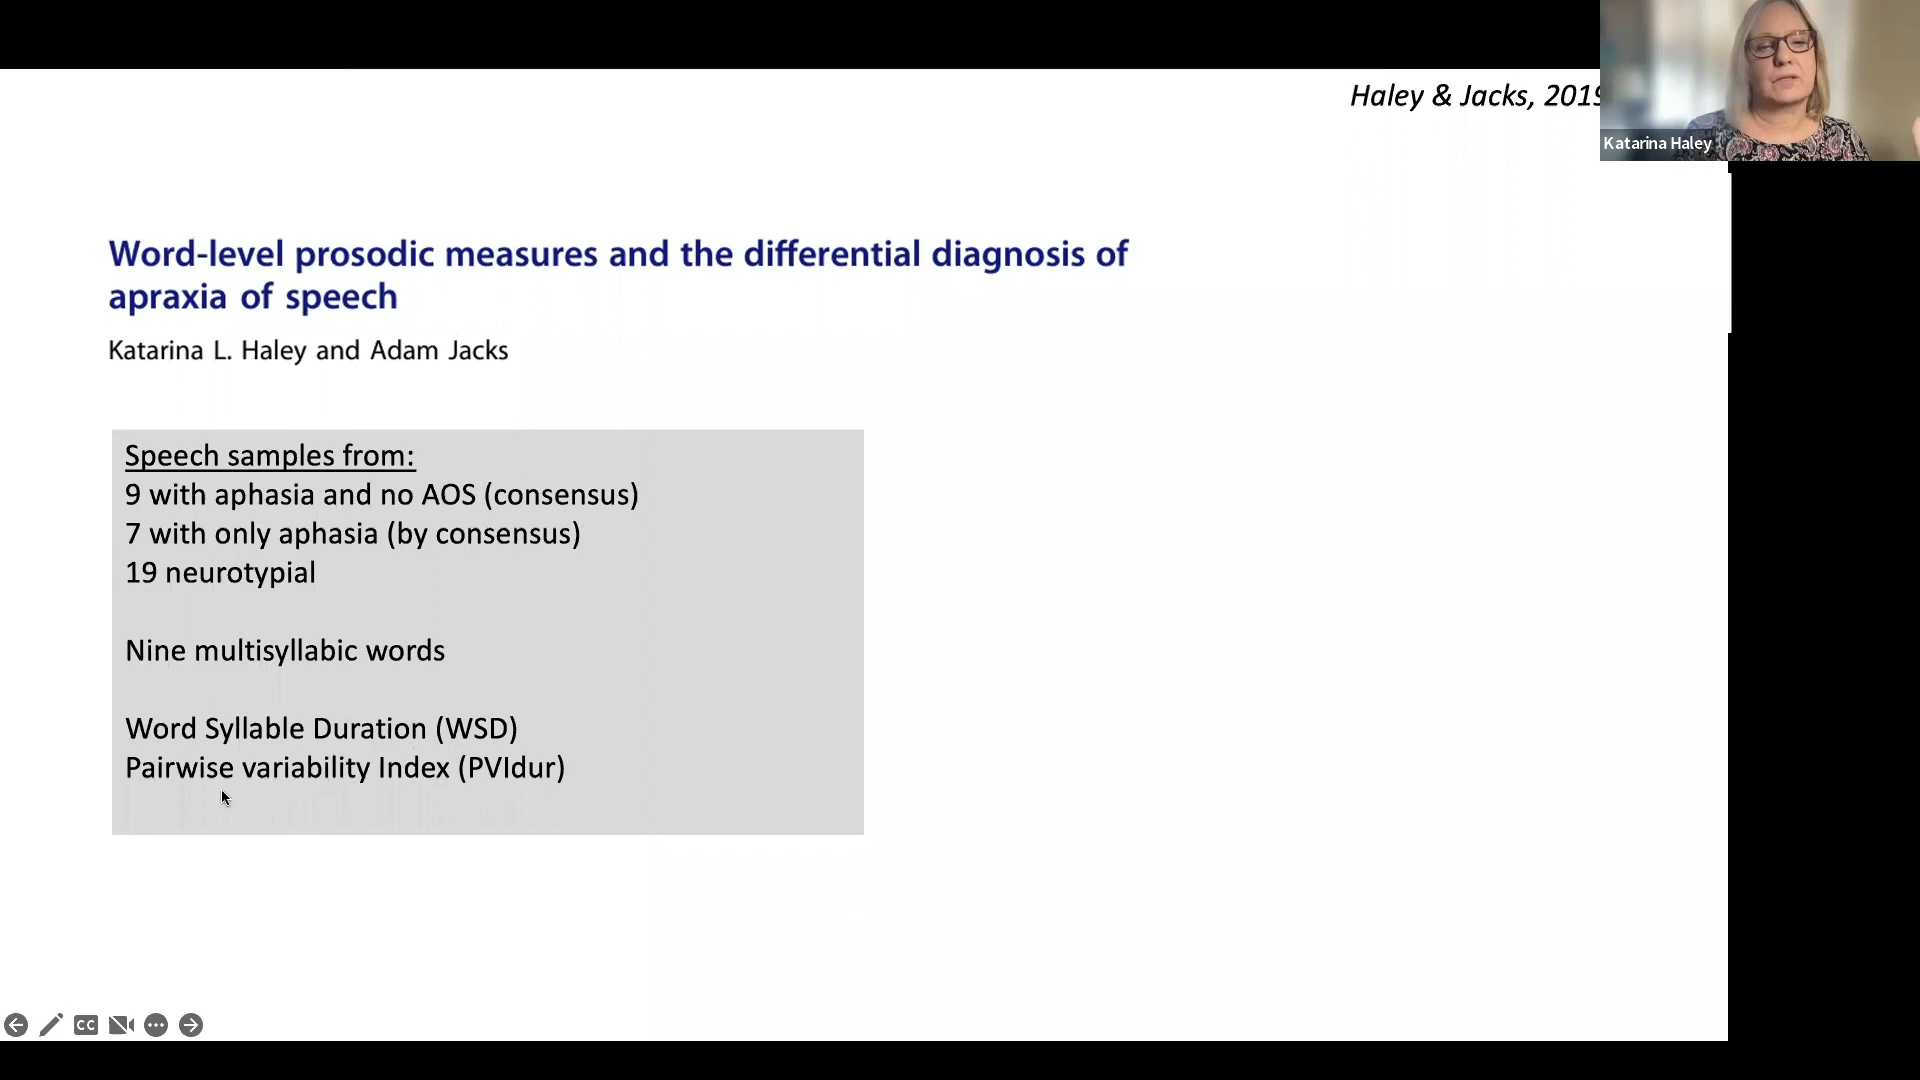 Haley & Jacks, 2019
Katarina Haley
Word-level prosodic measures and the differential diagnosis of
apraxia of speech
Katarina L. Haley and Adam Jacks
Speech samples from:
9 with aphasia and no AOS (consensus)
7 with only aphasia (by consensus)
19 neurotypial
Nine multisyllabic words
Word Syllable Duration (WSD)
Pairwise variability Index (PVIdur)
CC